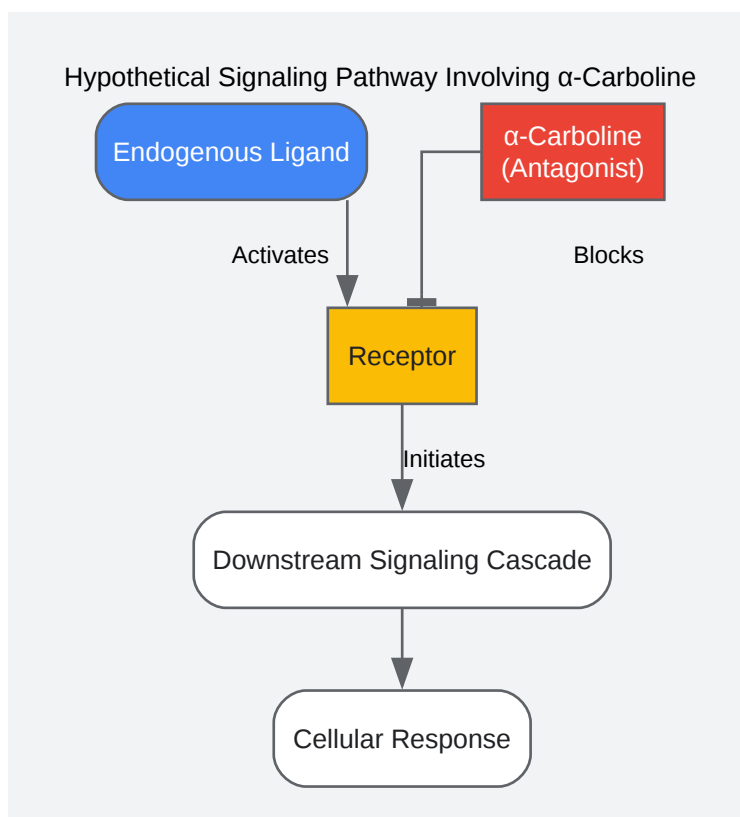 Hypothetical Signaling Pathway Involving α-Carboline
Endogenous Ligand
α-Carboline
(Antagonist)
Activates
Blocks
Receptor
Initiates
Downstream Signaling Cascade
Cellular Response